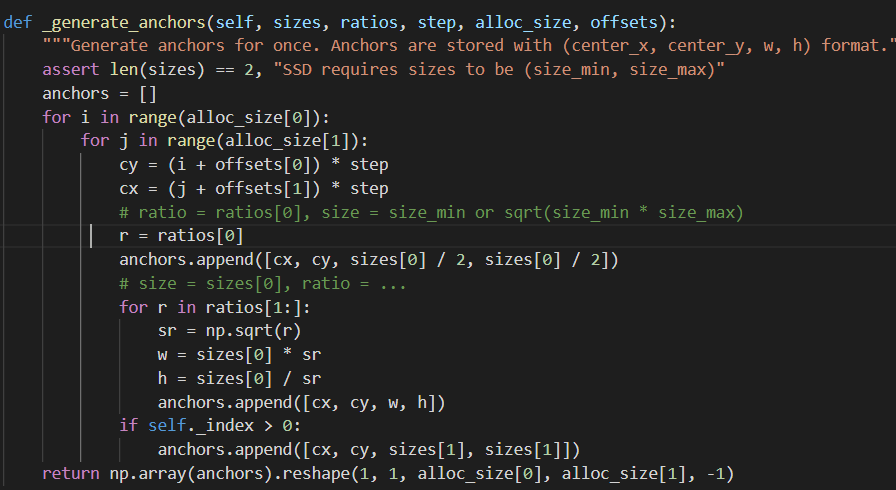 def _generate_anchors(self, sizes, ratios, step, alloc_size, offsets):
    """Generate anchors for once. Anchors are stored with (center_x, center_y, w, h) format."
    assert len(sizes) == 2, "SSD requires sizes to be (size_min, size_max)"
    anchors = []
    for i in range(alloc_size[0]):
        for j in range(alloc_size[1]):
            cy = (i + offsets[0]) * step
            cx = (j + offsets[1]) * step
            # ratio = ratios[0], size = size_min or sqrt(size_min * size_max)
            r = ratios[0]
            anchors.append([cx, cy, sizes[0] / 2, sizes[0] / 2])
            # size = sizes[0], ratio = ...
            for r in ratios[1:]:
                sr = np.sqrt(r)
                w = sizes[0] * sr
                h = sizes[0] / sr
                anchors.append([cx, cy, w, h])
            if self._index > 0:
                anchors.append([cx, cy, sizes[1], sizes[1]])
    return np.array(anchors).reshape(1, 1, alloc_size[0], alloc_size[1], -1)